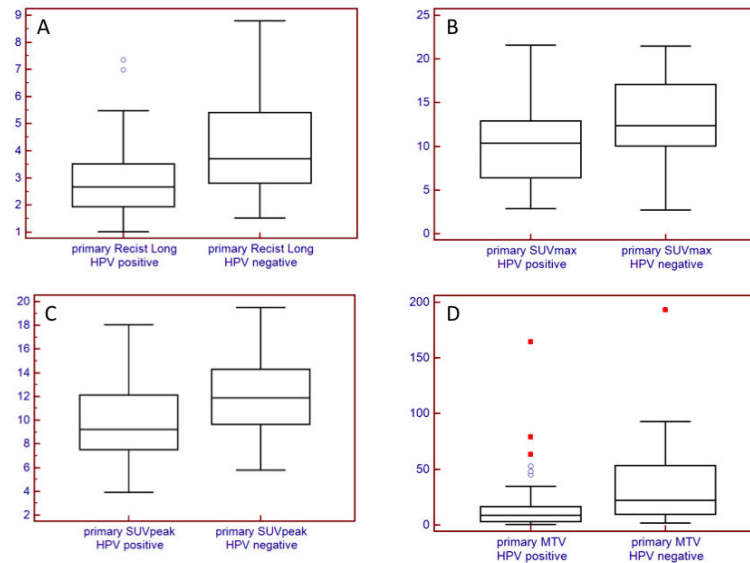 A
9
8
7
6
5
4
3
2
1
primary Recist Long
HPV positive
primary Recist Long
HPV negative
B
25
20
15
10
5
0
primary SUVmax
HPV positive
primary SUVmax
HPV negative
C
20
18
16
14
12
10
8
6
4
2
primary SUVpeak
HPV positive
primary SUVpeak
HPV negative
D
200
150
100
50
0
primary MTV
HPV positive
primary MTV
HPV negative